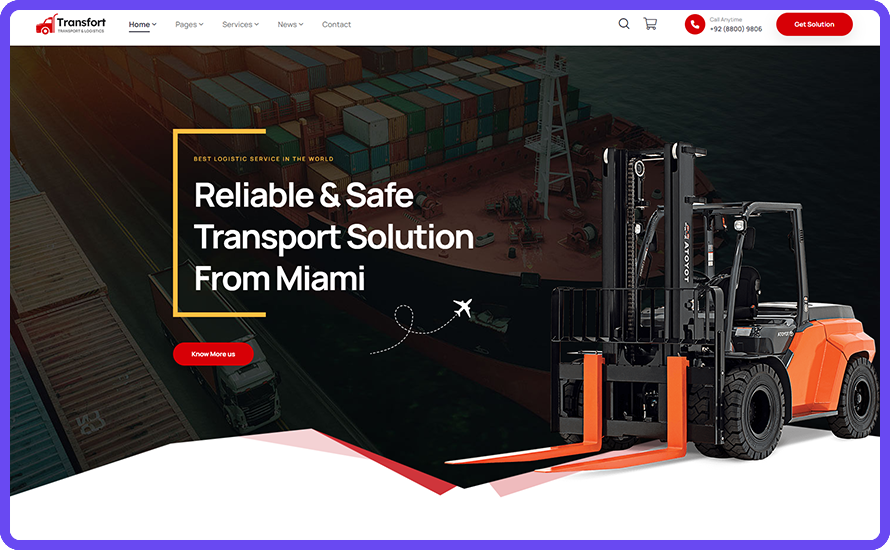 Transfort
TRANSPORT & LOGISTICS
Home
Pages
Services
News
Contact
Call Anytime
+92 (8800) 9806
Get Solution
BEST LOGISTIC SERVICE IN THE WORLD
Reliable & Safe
Transport Solution
From Miami
Know More us